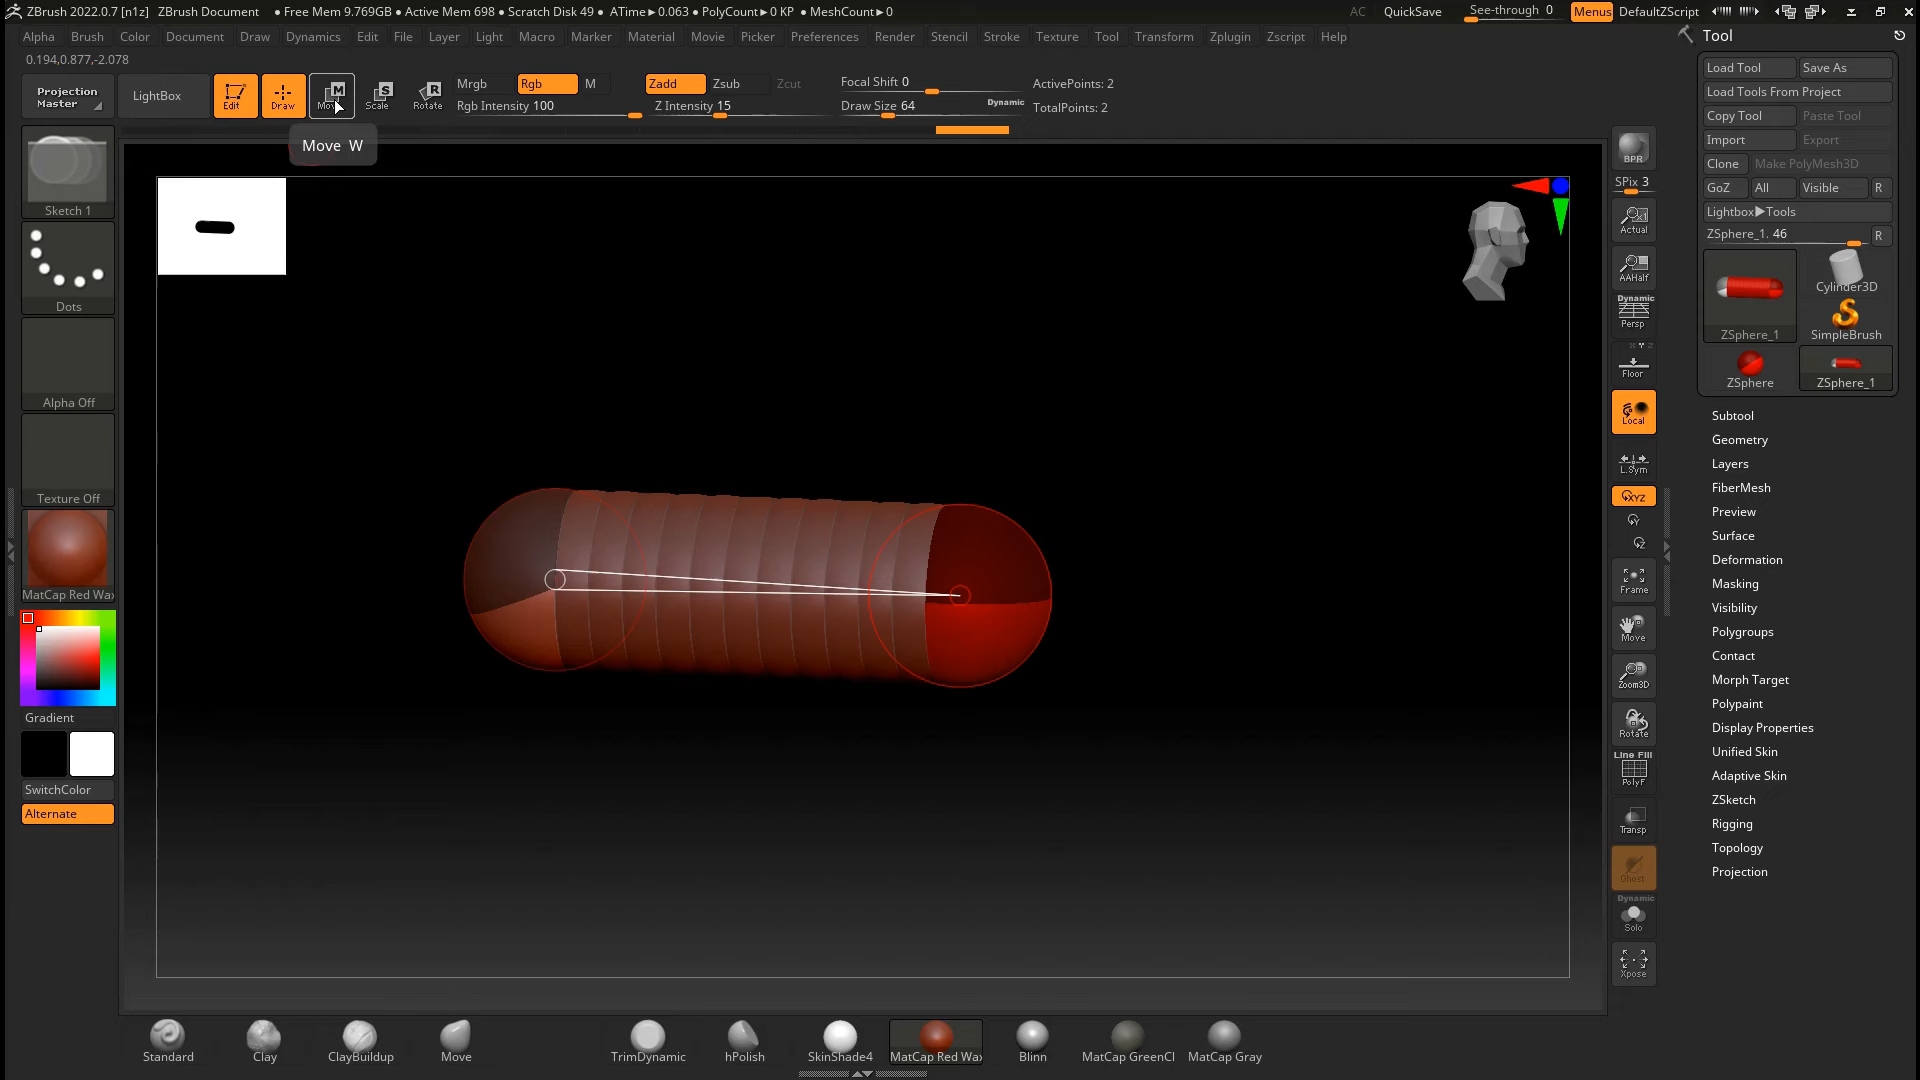 ZBrush 2022.0.7 [n1z] ZBrush Document • Free Mem 9.769GB • Active Mem 698 • Scratch Disk 49 • ATime►0.063 • PolyCount►0 KP • MeshCount►0 AC QuickSave See-through 0 Menus DefaultZScript
Alpha Brush Color Document Draw Dynamics Edit File Layer Light Macro Marker Material Movie Picker Preferences Render Stencil Stroke Texture Tool Transform Zplugin Zscript Help
0.194,0.877,-2.078
Projection Master
LightBox
Edit
Draw
Move
Scale
Rotate
Mrgb Rgb M
Rgb Intensity 100
Zadd Zsub Zcut
Z Intensity 15
Focal Shift 0
Draw Size 64
Dynamic
ActivePoints: 2
TotalPoints: 2
Move W
Sketch 1
Dots
Alpha Off
Texture Off
MatCap Red Wax
Gradient
SwitchColor
Alternate
BPR
SPix 3
Actual
AAHalf
Dynamic
Persp
Floor
Local
L.Sym
XYZ
Y
Z
Frame
Move
Zoom3D
Rotate
Line Fill
PolyF
Transp
Ghost
Dynamic
Solo
Xpose
Tool
Load Tool Save As
Load Tools From Project
Copy Tool Paste Tool
Import Export
Clone Make PolyMesh3D
GoZ All Visible R
Lightbox►Tools
ZSphere_1. 46 R
ZSphere_1
Cylinder3D
SimpleBrush
ZSphere
ZSphere_1
Subtool
Geometry
Layers
FiberMesh
Preview
Surface
Deformation
Masking
Visibility
Polygroups
Contact
Morph Target
Polypaint
Display Properties
Unified Skin
Adaptive Skin
ZSketch
Rigging
Topology
Projection
Standard Clay ClayBuildup Move TrimDynamic hPolish SkinShade4 MatCap Red Wax Blinn MatCap GreenCl MatCap Gray